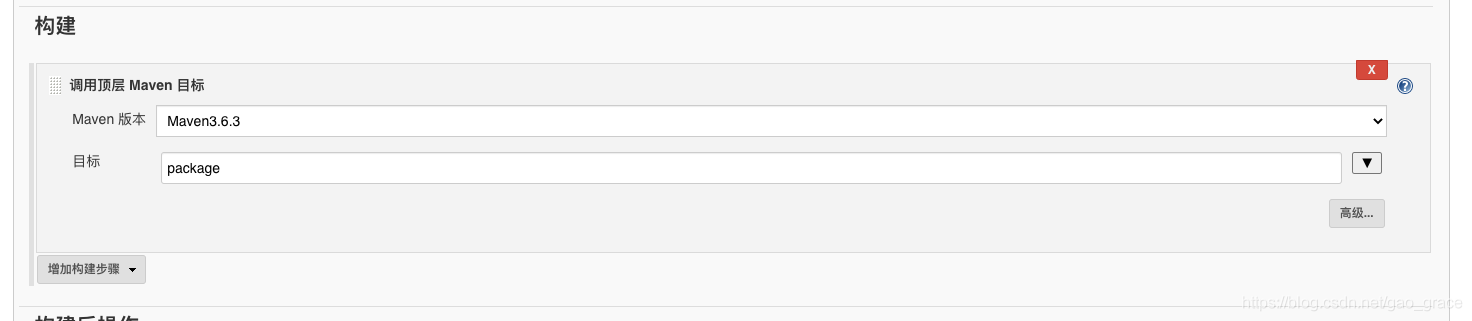 构建
调用顶层 Maven 目标
X
?
Maven 版本
Maven3.6.3
目标
package
高级...
增加构建步骤
构建后操作
https://blog.csdn.net/gao_grace